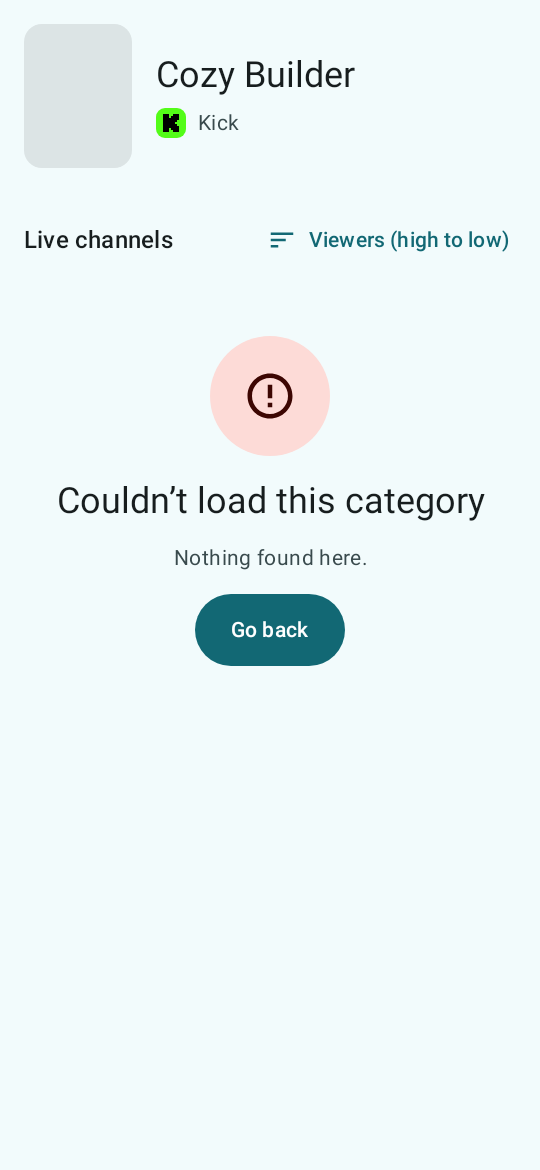 Cozy Builder
Kick
Live channels
Viewers (high to low)
Couldn’t load this category
Nothing found here.
Go back